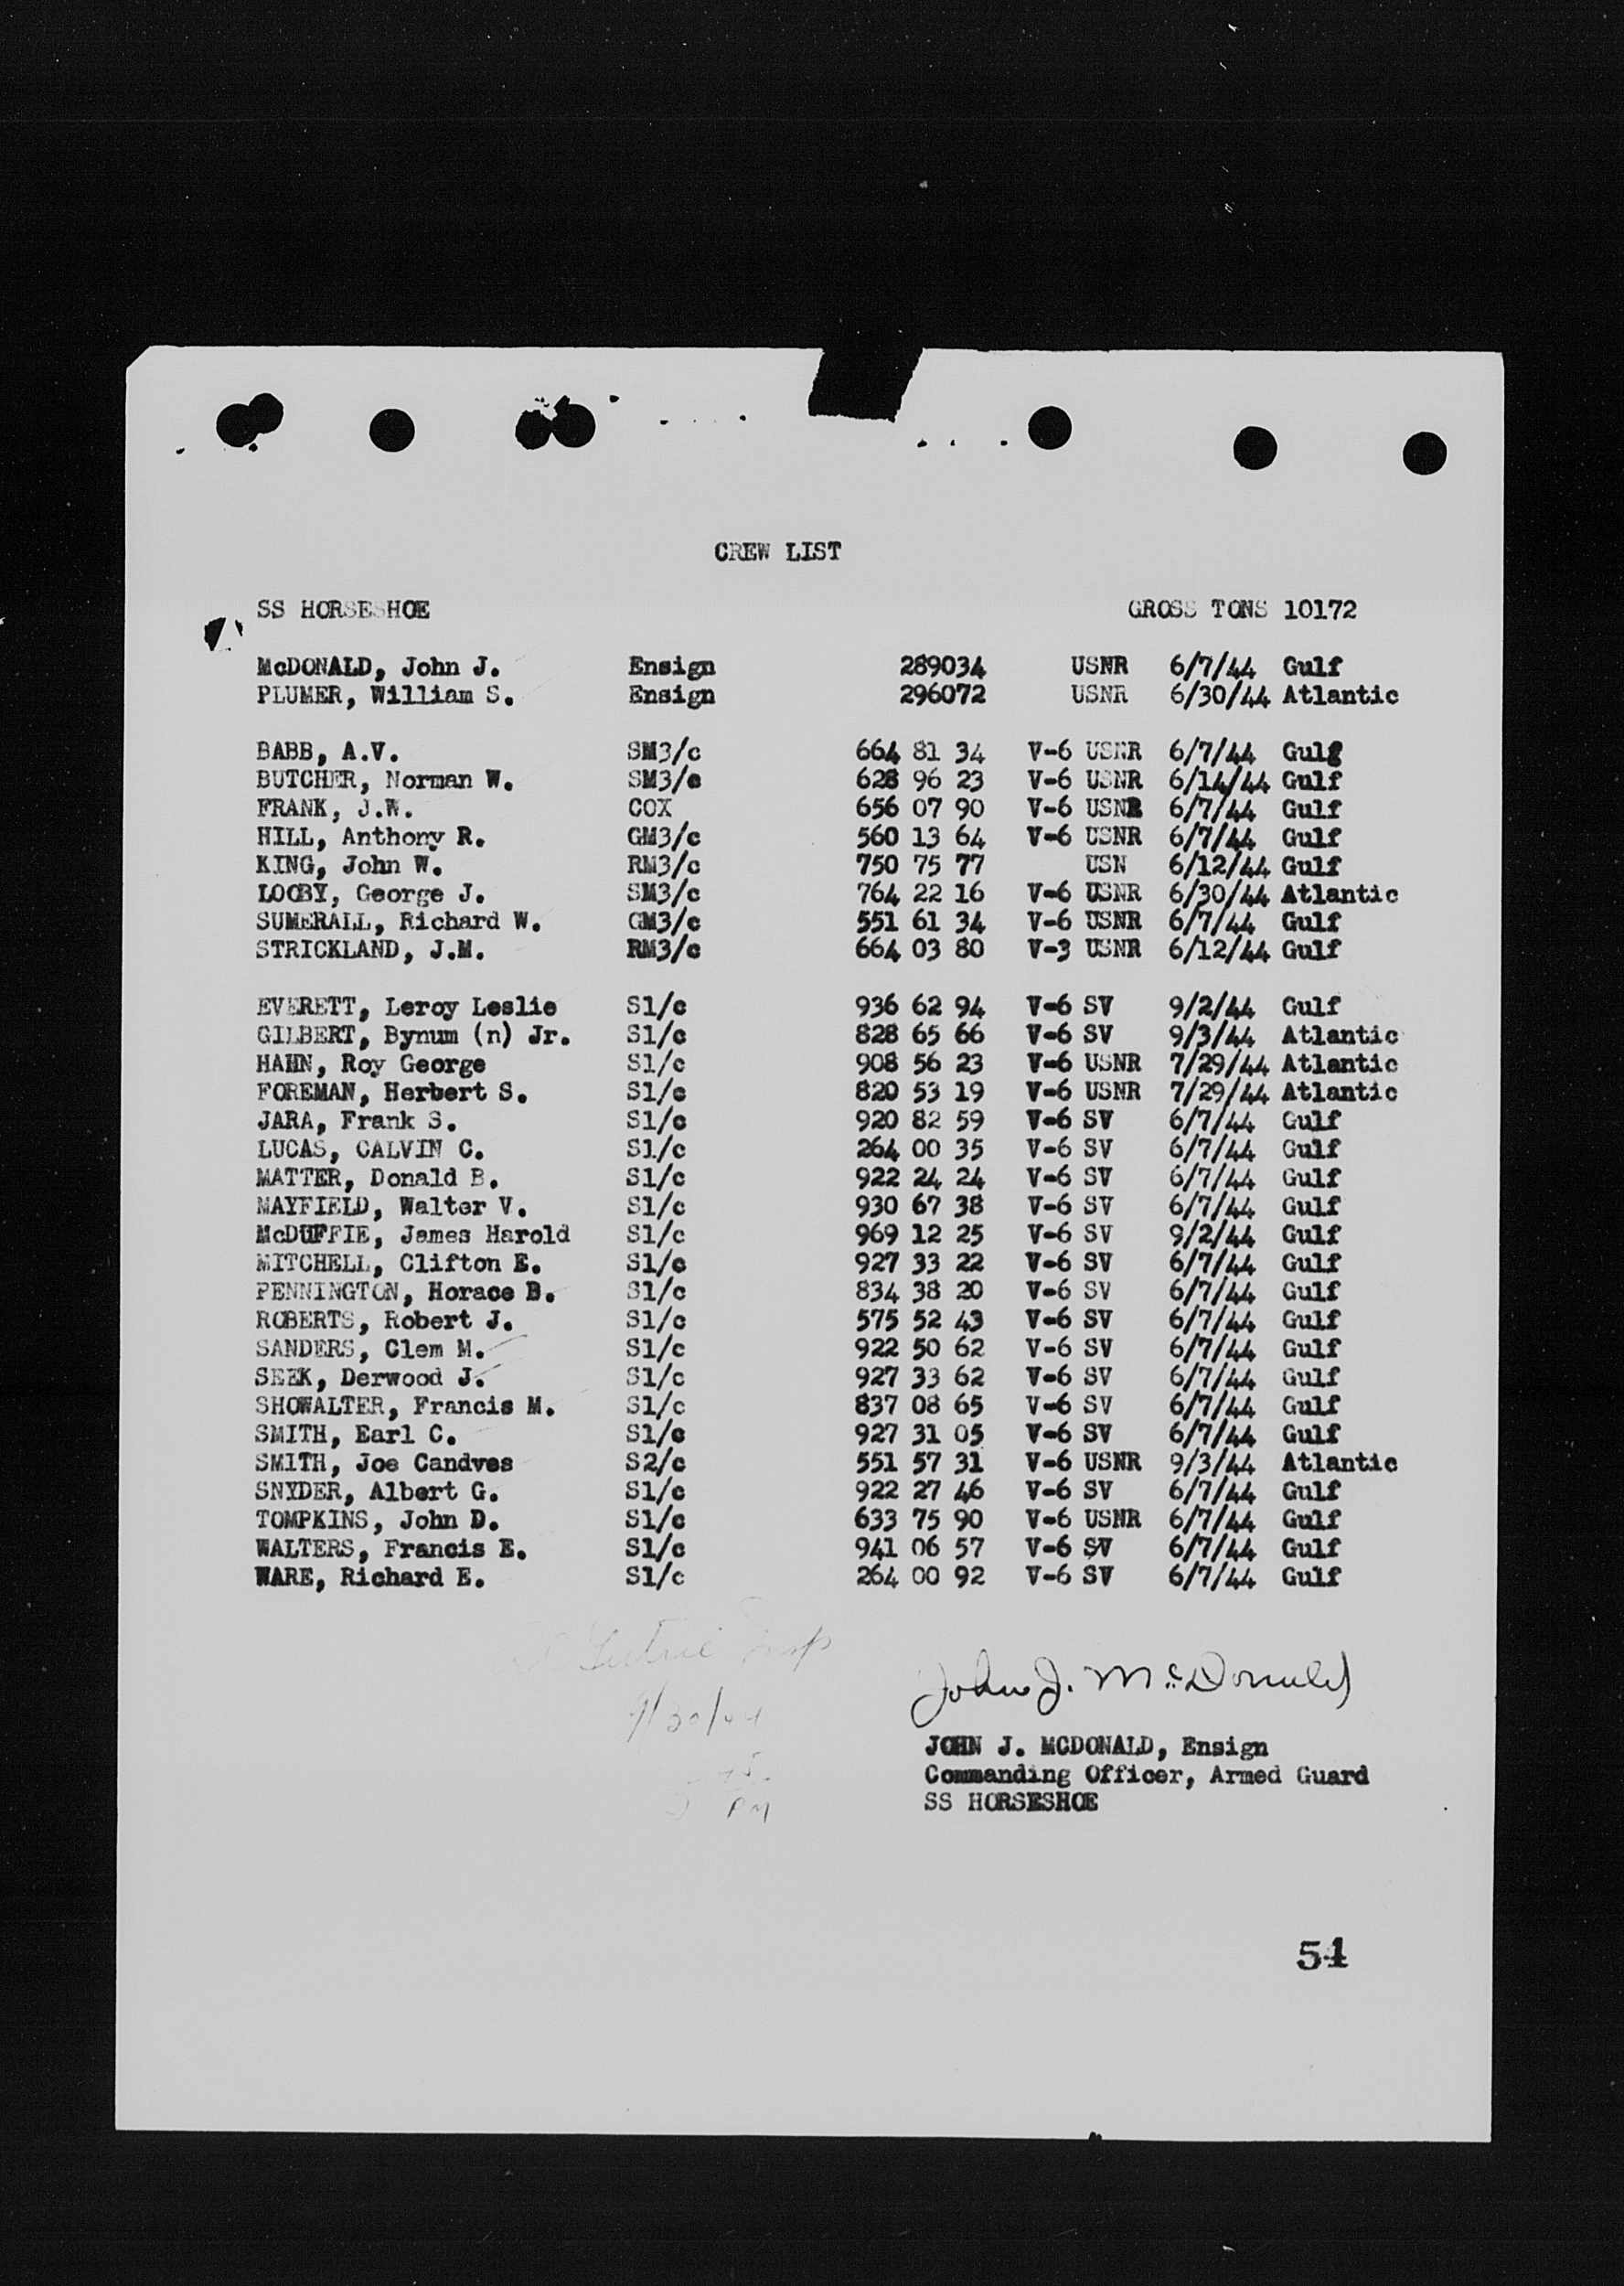 CREW LIST
SS HORSESHOE GROSS TONS 10172
McDONALD, John J. Ensign 289034 USNR 6/7/44 Gulf
PLUMER, William S. Ensign 296072 USNR 6/30/44 Atlantic
BABB, A.V. SM3/c 664 81 34 V-6 USNR 6/7/44 Gulg
BUTCHER, Norman W. SM3/c 628 96 23 V-6 USNR 6/14/44 Gulf
FRANK, J.W. COX 656 07 90 V-6 USNR 6/7/44 Gulf
HILL, Anthony R. GM3/c 560 13 64 V-6 USNR 6/7/44 Gulf
KING, John W. RM3/c 750 75 77 USN 6/12/44 Gulf
LOOBY, George J. SM3/c 764 22 16 V-6 USNR 6/30/44 Atlantic
SUMERALL, Richard W. GM3/c 551 61 34 V-6 USNR 6/7/44 Gulf
STRICKLAND, J.M. RM3/c 664 03 80 V-3 USNR 6/12/44 Gulf
EVERETT, Leroy Leslie S1/c 936 62 94 V-6 SV 9/2/44 Gulf
GILBERT, Bynum (n) Jr. S1/c 828 65 66 V-6 SV 9/3/44 Atlantic
HAHN, Roy George S1/c 908 56 23 V-6 USNR 7/29/44 Atlantic
FOREMAN, Herbert S. S1/c 820 53 19 V-6 USNR 7/29/44 Atlantic
JARA, Frank S. S1/c 920 82 59 V-6 SV 6/7/44 Gulf
LUCAS, CALVIN C. S1/c 264 00 35 V-6 SV 6/7/44 Gulf
MATTER, Donald B. S1/c 922 24 24 V-6 SV 6/7/44 Gulf
MAYFIELD, Walter V. S1/c 930 67 38 V-6 SV 6/7/44 Gulf
McDUFFIE, James Harold S1/c 969 12 25 V-6 SV 9/2/44 Gulf
MITCHELL, Clifton E. S1/c 927 33 22 V-6 SV 6/7/44 Gulf
PENNINGTON, Horace B. S1/c 834 38 20 V-6 SV 6/7/44 Gulf
ROBERTS, Robert J. S1/c 575 52 43 V-6 SV 6/7/44 Gulf
SANDERS, Clem M. S1/c 922 50 62 V-6 SV 6/7/44 Gulf
SEEK, Derwood J. S1/c 927 33 62 V-6 SV 6/7/44 Gulf
SHOWALTER, Francis M. S1/c 837 08 65 V-6 SV 6/7/44 Gulf
SMITH, Earl C. S1/c 927 31 05 V-6 SV 6/7/44 Gulf
SMITH, Joe Candves S2/c 551 57 31 V-6 USNR 9/3/44 Atlantic
SNYDER, Albert G. S1/c 922 27 46 V-6 SV 6/7/44 Gulf
TOMPKINS, John D. S1/c 633 75 90 V-6 USNR 6/7/44 Gulf
WALTERS, Francis E. S1/c 941 06 57 V-6 SV 6/7/44 Gulf
WARE, Richard E. S1/c 264 00 92 V-6 SV 6/7/44 Gulf
John J. McDonald
9/20/44
JOHN J. MCDONALD, Ensign
Commanding Officer, Armed Guard
PM
SS HORSESHOE
54